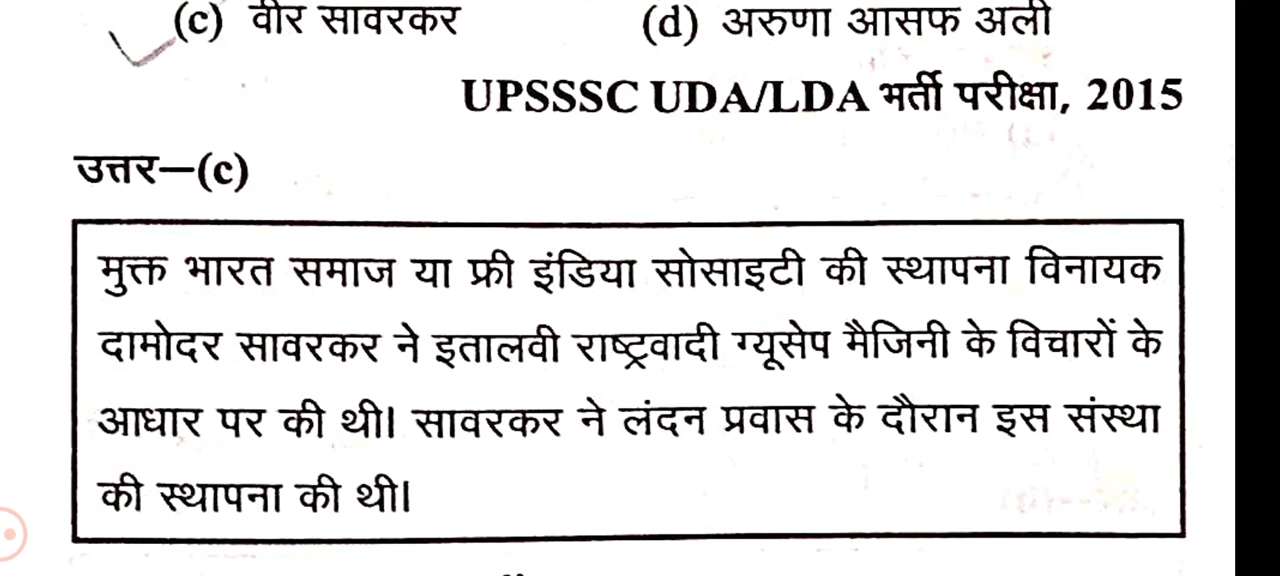 (c) वीर सावरकर (d) अरुणा आसफ अली
UPSSSC UDA/LDA भर्ती परीक्षा, 2015
उत्तर—(c)
मुक्त भारत समाज या फ्री इंडिया सोसाइटी की स्थापना विनायक
दामोदर सावरकर ने इतालवी राष्ट्रवादी ग्यूसेप मैजिनी के विचारों के
आधार पर की थी। सावरकर ने लंदन प्रवास के दौरान इस संस्था
की स्थापना की थी।